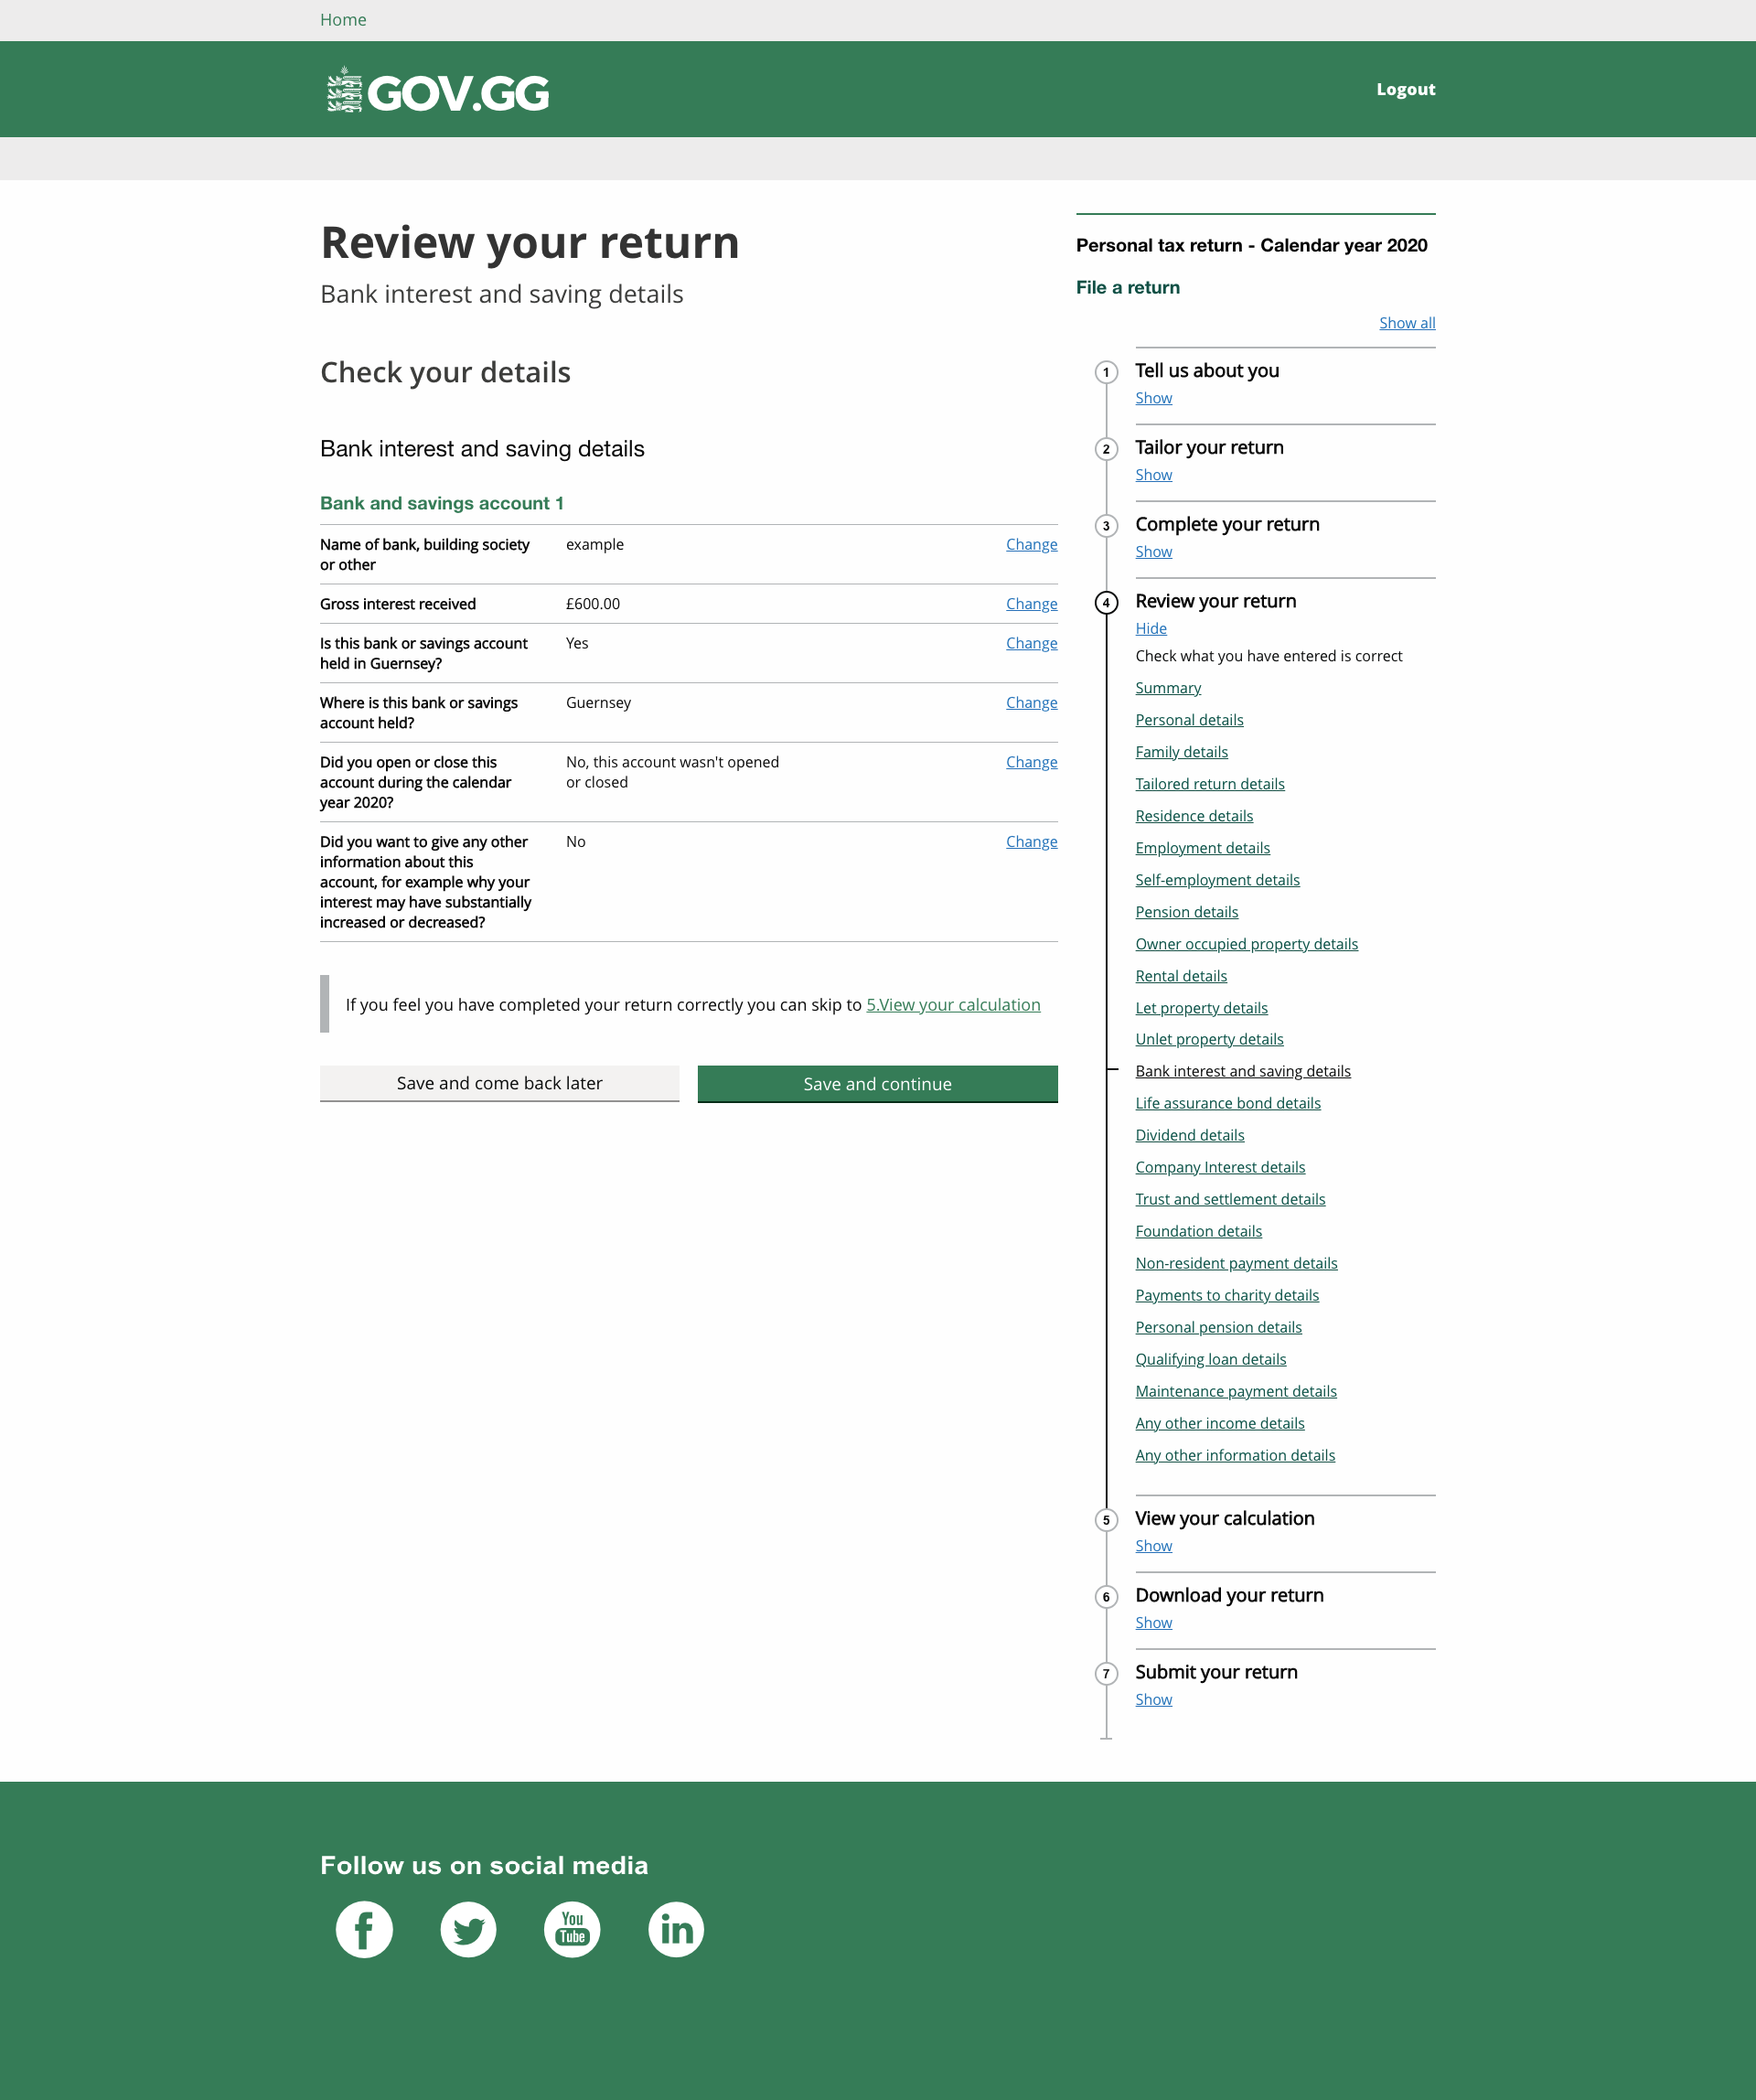 Home
GOV.GG
Logout
Review your return
Bank interest and saving details
Check your details
Bank interest and saving details
Bank and savings account 1
Name of bank, building society
or other
example
Change
Gross interest received
£600.00
Change
Is this bank or savings account
held in Guernsey?
Yes
Change
Where is this bank or savings
account held?
Guernsey
Change
Did you open or close this
account during the calendar
year 2020?
No, this account wasn't opened
or closed
Change
Did you want to give any other
information about this
account, for example why your
interest may have substantially
increased or decreased?
No
Change
If you feel you have completed your return correctly you can skip to 5.View your calculation
Save and come back later
Save and continue
Personal tax return - Calendar year 2020
File a return
Show all
1
Tell us about you
Show
2
Tailor your return
Show
3
Complete your return
Show
4
Review your return
Hide
Check what you have entered is correct
Summary
Personal details
Family details
Tailored return details
Residence details
Employment details
Self-employment details
Pension details
Owner occupied property details
Rental details
Let property details
Unlet property details
Bank interest and saving details
Life assurance bond details
Dividend details
Company Interest details
Trust and settlement details
Foundation details
Non-resident payment details
Payments to charity details
Personal pension details
Qualifying loan details
Maintenance payment details
Any other income details
Any other information details
5
View your calculation
Show
6
Download your return
Show
7
Submit your return
Show
Follow us on social media
f
You
Tube
in